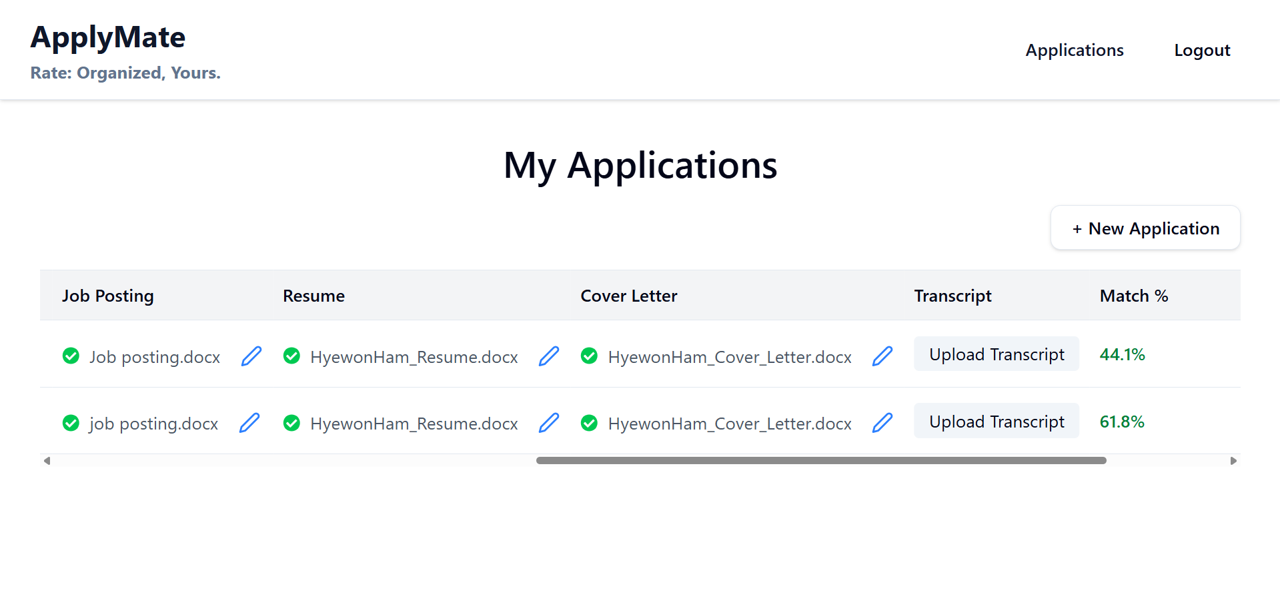 ApplyMate
Rate: Organized, Yours.
Applications Logout
My Applications
+ New Application
Job Posting Resume Cover Letter Transcript Match %
Job posting.docx HyewonHam_Resume.docx HyewonHam_Cover_Letter.docx Upload Transcript 44.1%
job posting.docx HyewonHam_Resume.docx HyewonHam_Cover_Letter.docx Upload Transcript 61.8%